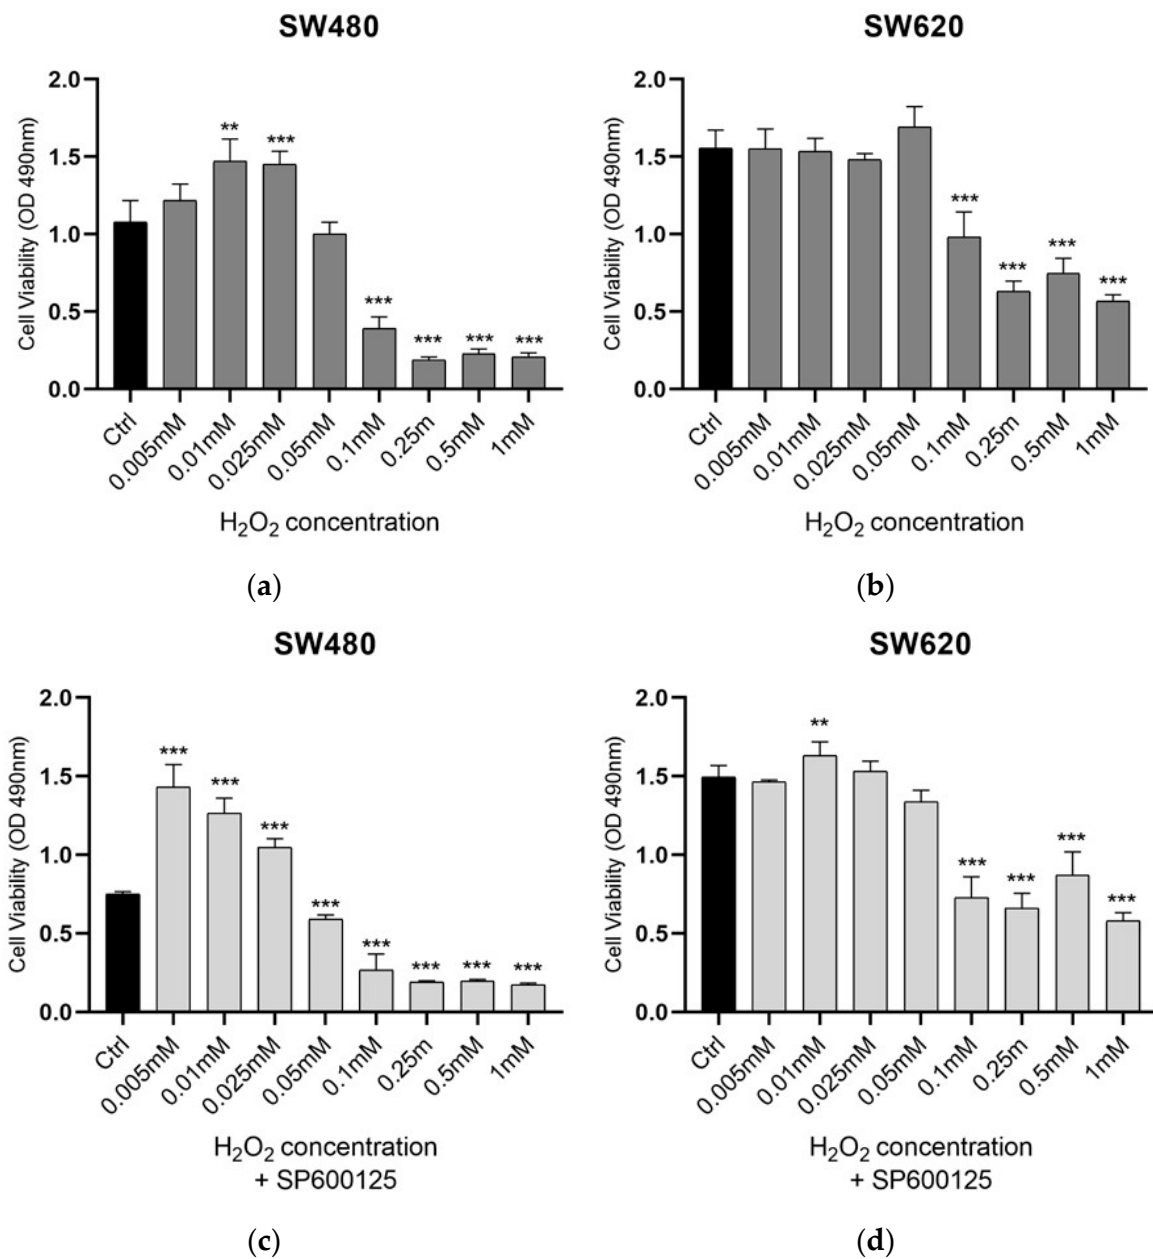 SW480
Cell Viability (OD 490nm)
2.0
1.5
1.0
0.5
0.0
**
***
***
***
***
***
Ctrl
0.005mM
0.01mM
0.025mM
0.05mM
0.1mM
0.25m
0.5mM
1mM
H₂O₂ concentration
(a)
SW620
Cell Viability (OD 490nm)
2.0
1.5
1.0
0.5
0.0
***
***
***
***
Ctrl
0.005mM
0.01mM
0.025mM
0.05mM
0.1mM
0.25m
0.5mM
1mM
H₂O₂ concentration
(b)
SW480
Cell Viability (OD 490nm)
2.0
1.5
1.0
0.5
0.0
***
***
***
***
***
***
***
***
Ctrl
0.005mM
0.01mM
0.025mM
0.05mM
0.1mM
0.25m
0.5mM
1mM
H₂O₂ concentration
+ SP600125
(c)
SW620
Cell Viability (OD 490nm)
2.0
1.5
1.0
0.5
0.0
**
***
***
***
***
Ctrl
0.005mM
0.01mM
0.025mM
0.05mM
0.1mM
0.25m
0.5mM
1mM
H₂O₂ concentration
+ SP600125
(d)